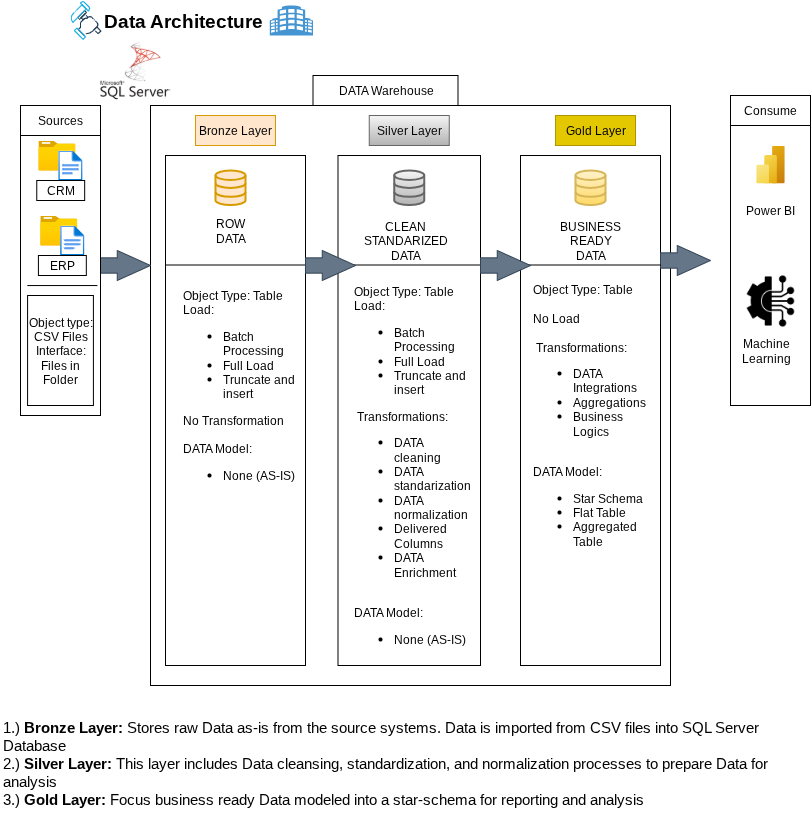 Data Architecture
Microsoft
SQL Server
DATA Warehouse
Sources
CRM
ERP
Object type:
CSV Files
Interface:
Files in
Folder
Bronze Layer
ROW
DATA
Object Type: Table
Load:
Batch
Processing
Full Load
Truncate and
insert
No Transformation
DATA Model:
None (AS-IS)
Silver Layer
CLEAN
STANDARIZED
DATA
Object Type: Table
Load:
Batch
Processing
Full Load
Truncate and
insert
Transformations:
DATA
cleaning
DATA
standarization
DATA
normalization
Delivered
Columns
DATA
Enrichment
DATA Model:
None (AS-IS)
Gold Layer
BUSINESS
READY
DATA
Object Type: Table
No Load
Transformations:
DATA
Integrations
Aggregations
Business
Logics
DATA Model:
Star Schema
Flat Table
Aggregated
Table
Consume
Power BI
Machine
Learning
1.) Bronze Layer: Stores raw Data as-is from the source systems. Data is imported from CSV files into SQL Server
Database
2.) Silver Layer: This layer includes Data cleansing, standardization, and normalization processes to prepare Data for
analysis
3.) Gold Layer: Focus business ready Data modeled into a star-schema for reporting and analysis